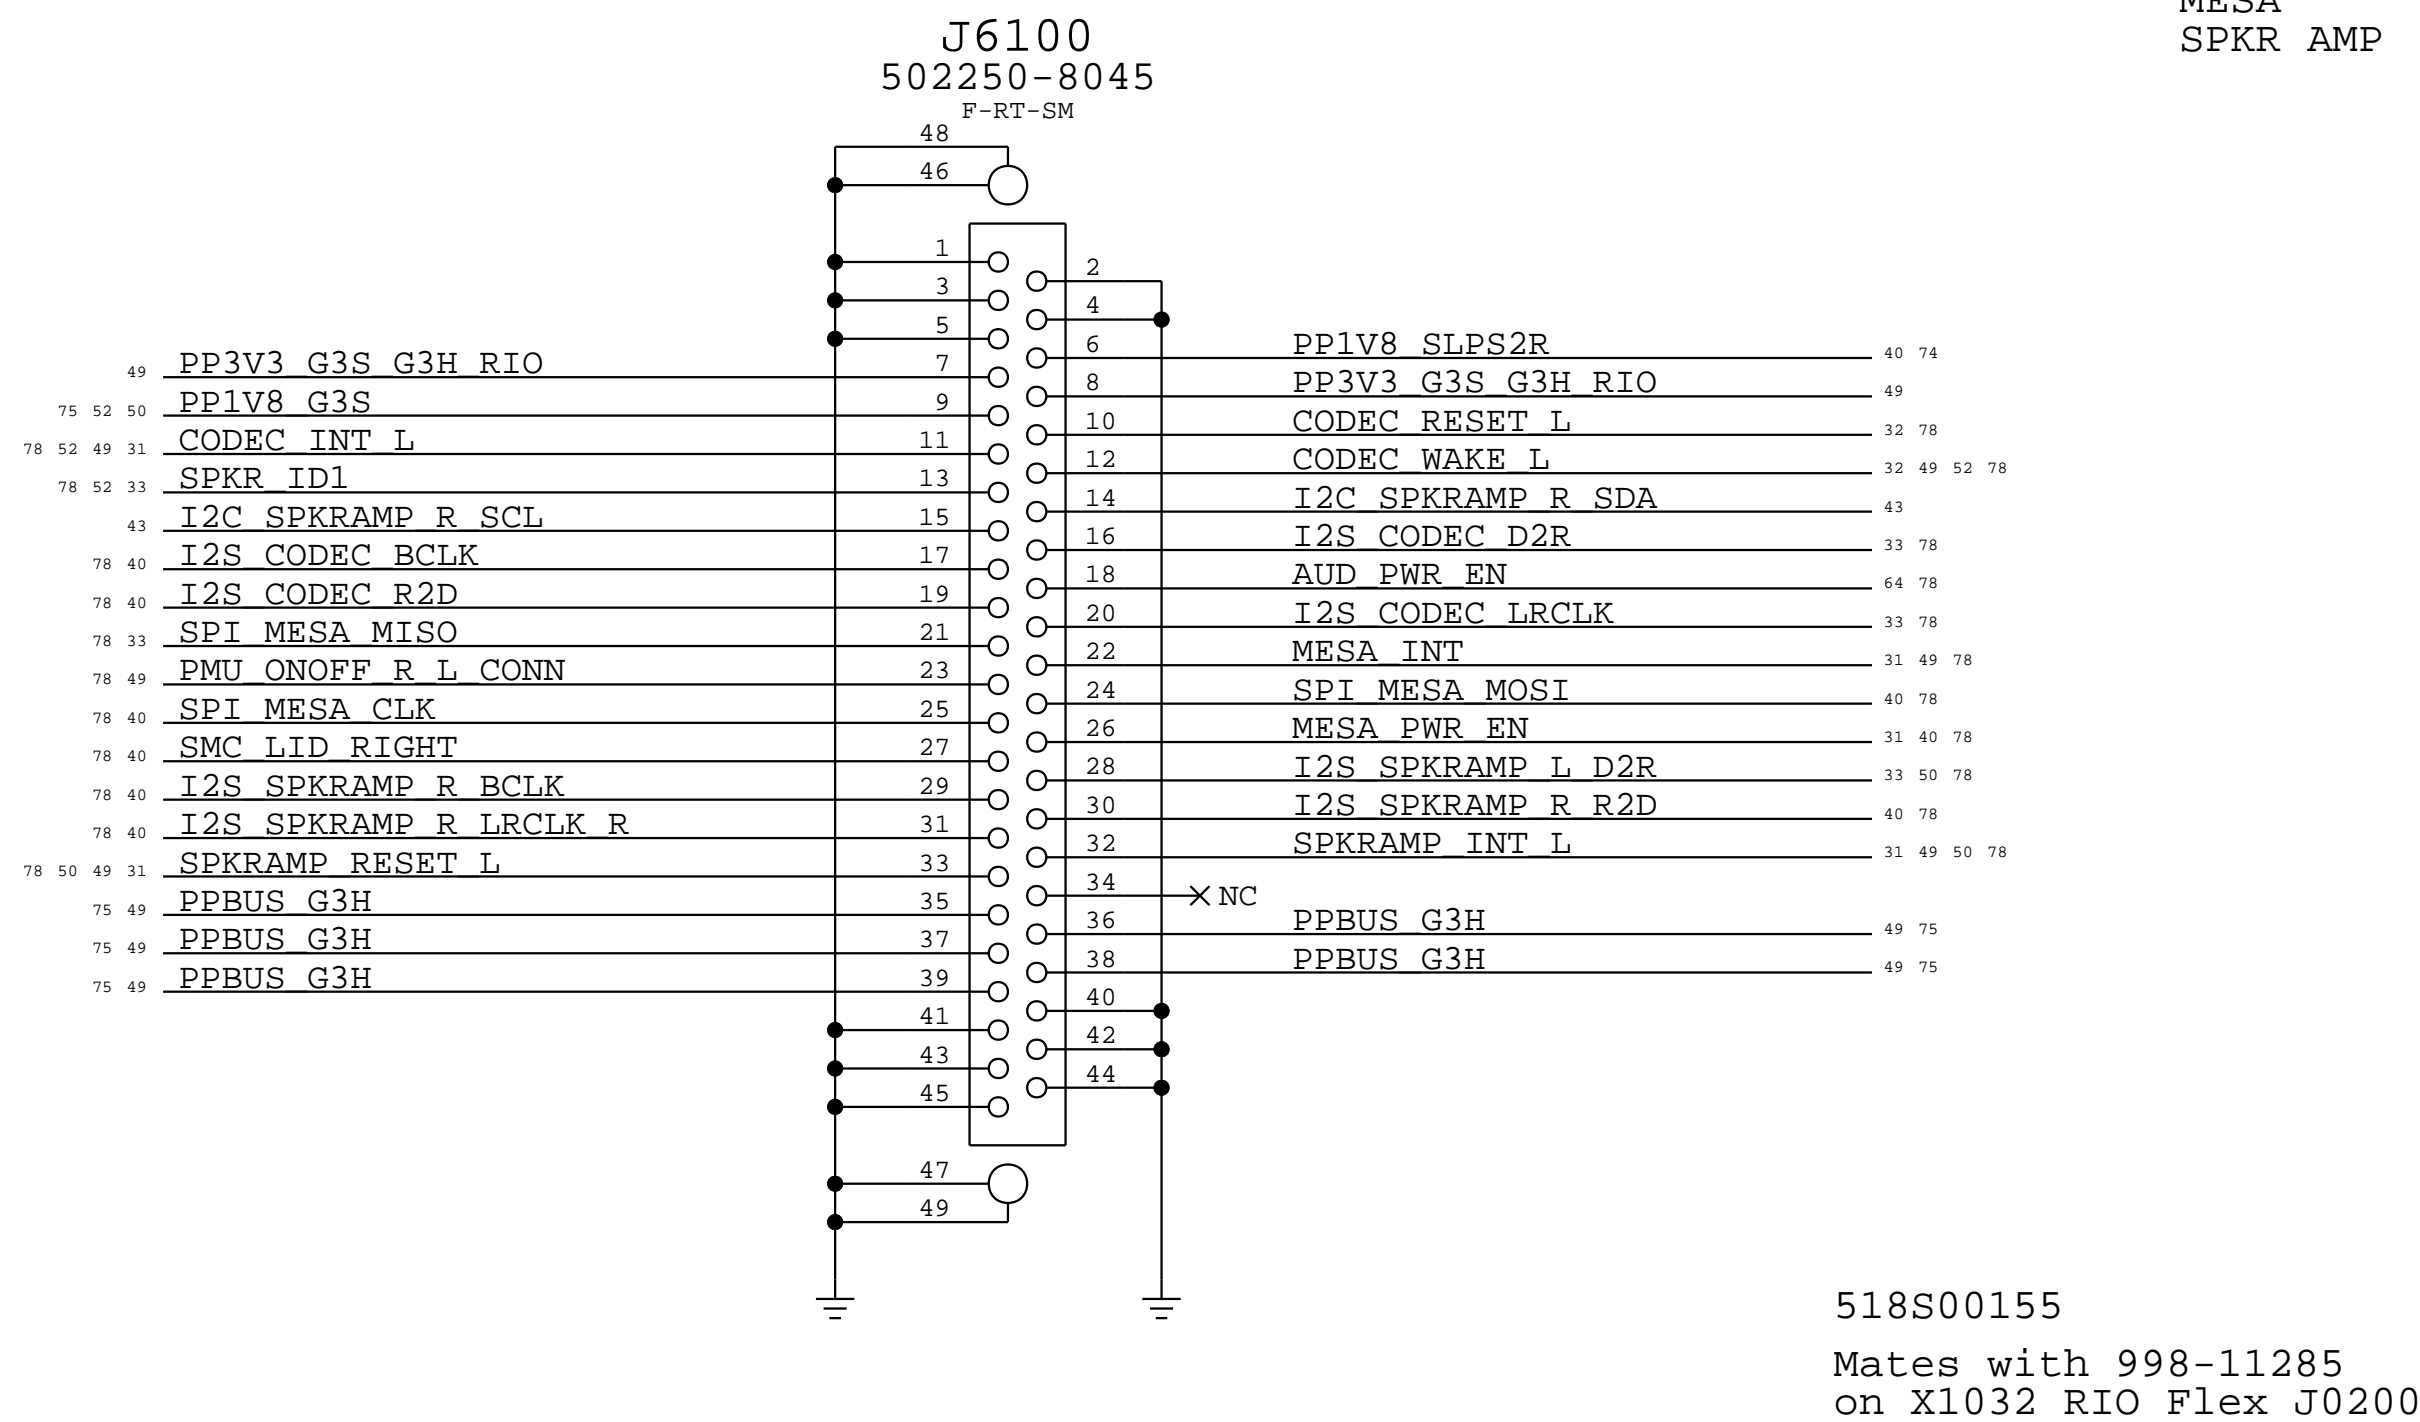 MESA
SPKR AMP
J6100
502250-8045
F-RT-SM
48
46
1
2
3
4
5
6 PP1V8_SLPS2R 40 74
49 PP3V3_G3S_G3H_RIO 7
8 PP3V3_G3S_G3H_RIO 49
75 52 50 PP1V8_G3S 9
10 CODEC_RESET_L 32 78
78 52 49 31 CODEC_INT_L 11
12 CODEC_WAKE_L 32 49 52 78
78 52 33 SPKR_ID1 13
14 I2C_SPKRAMP_R_SDA 43
43 I2C_SPKRAMP_R_SCL 15
16 I2S_CODEC_D2R 33 78
78 40 I2S_CODEC_BCLK 17
18 AUD_PWR_EN 64 78
78 40 I2S_CODEC_R2D 19
20 I2S_CODEC_LRCLK 33 78
78 33 SPI_MESA_MISO 21
22 MESA_INT 31 49 78
78 49 PMU_ONOFF_R_L_CONN 23
24 SPI_MESA_MOSI 40 78
78 40 SPI_MESA_CLK 25
26 MESA_PWR_EN 31 40 78
78 40 SMC_LID_RIGHT 27
28 I2S_SPKRAMP_L_D2R 33 50 78
78 40 I2S_SPKRAMP_R_BCLK 29
30 I2S_SPKRAMP_R_R2D 40 78
78 40 I2S_SPKRAMP_R_LRCLK_R 31
32 SPKRAMP_INT_L 31 49 50 78
78 50 49 31 SPKRAMP_RESET_L 33
34 NC
75 49 PPBUS_G3H 35
36 PPBUS_G3H 49 75
75 49 PPBUS_G3H 37
38 PPBUS_G3H 49 75
75 49 PPBUS_G3H 39
40
41
42
43
44
45
47
49
518S00155
Mates with 998-11285
on X1032 RIO Flex J0200